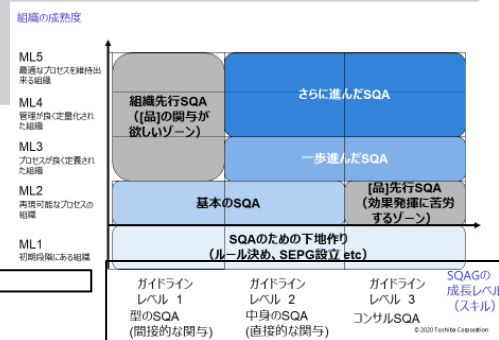 組織の成熟度
ML5
最適なプロセスを維持出
来る組織
ML4
管理が良く定量化され
た組織
ML3
プロセスが良く定義され
た組織
ML2
再現可能なプロセスの
組織
ML1
初期段階にある組織
組織先行SQA
（[品]の関与が
欲しいゾーン）
さらに進んだSQA
一歩進んだSQA
基本のSQA
[品]先行SQA
（効果発揮に苦労
するゾーン）
SQAのための下地作り
（ルール決め、SEPG設立 etc）
ガイドライン
レベル 1
型のSQA
(間接的な関与)
ガイドライン
レベル 2
中身のSQA
(直接的な関与)
ガイドライン
レベル 3
コンサルSQA
SQAGの
成長レベル
（スキル）
© 2020 Toshiba Corporation